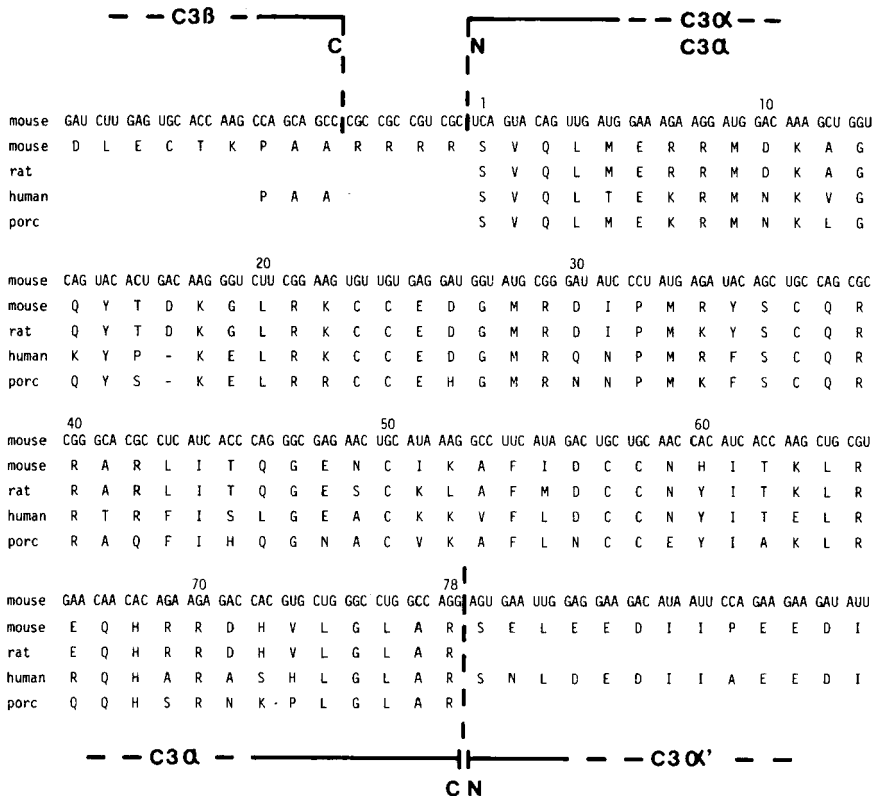 C3β C3α
C N C3a
1 10
mouse GAU CUU GAG UGC ACC AAG CCA GCA GCC CGC CGC CGU CGC UCA GUA CAG UUG AUG GAA AGA AGG AUG GAC AAA GCU GGU
mouse D L E C T K P A A R R R R S V Q L M E R R M D K A G
rat S V Q L M E R R M D K A G
human P A A S V Q L T E K R M N K V G
porc S V Q L M E K R M N K L G
20 30
mouse CAG UAC ACU GAC AAG GGU CUU CGG AAG UGU UGU GAG GAU GGU AUG CGG GAU AUC CCU AUG AGA UAC AGC UGC CAG CGC
mouse Q Y T D K G L R K C C E D G M R D I P M R Y S C Q R
rat Q Y T D K G L R K C C E D G M R D I P M K Y S C Q R
human K Y P - K E L R K C C E D G M R Q N P M R F S C Q R
porc Q Y S - K E L R R C C E H G M R N N P M K F S C Q R
40 50 60
mouse CGG GCA CGC CUC AUC ACC CAG GGC GAG AAC UGC AUA AAG GCC UUC AUA GAC UGC UGC AAC CAC AUC ACC AAG CUG CGU
mouse R A R L I T Q G E N C I K A F I D C C N H I T K L R
rat R A R L I T Q G E S C K L A F M D C C N Y I T K L R
human R T R F I S L G E A C K K V F L D C C N Y I T E L R
porc R A Q F I H Q G N A C V K A F L N C C E Y I A K L R
70 78
mouse GAA CAA CAC AGA AGA GAC CAC GUG CUG GGC CUG GCC AGG AGU GAA UUG GAG GAA GAC AUA AUU CCA GAA GAA GAU AUU
mouse E Q H R R D H V L G L A R S E L E E D I I P E E D I
rat E Q H R R D H V L G L A R
human R Q H A R A S H L G L A R S N L D E D I I A E E D I
porc Q Q H S R N K - P L G L A R
C3a C3α'
C N